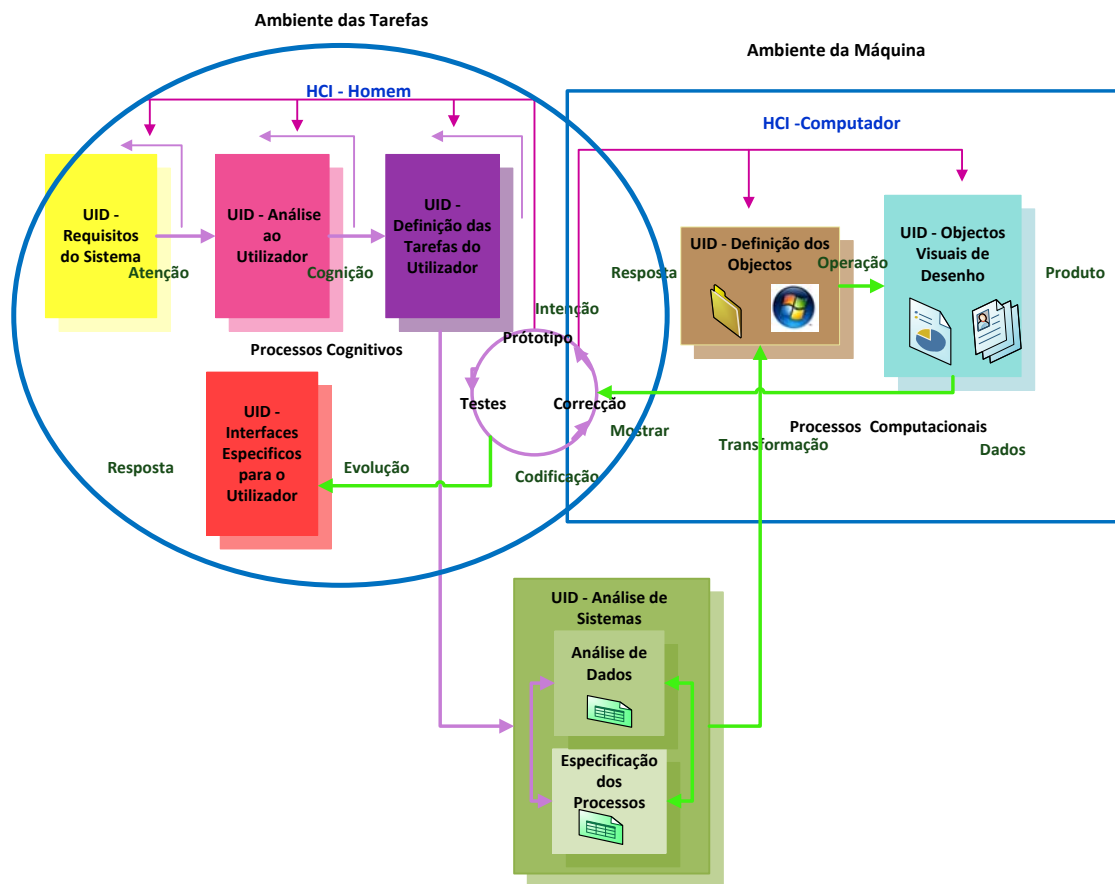 Ambiente das Tarefas
Ambiente da Máquina
HCI - Homem
HCI -Computador
UID -
Requisitos
do Sistema
Atenção
UID - Análise
ao
Utilizador
Cognição
UID -
Definição das
Tarefas do
Utilizador
Resposta
UID - Definição dos
Objectos
Operação
UID - Objectos
Visuais de
Desenho
Produto
Intenção
Prótotipo
Processos Cognitivos
Testes
Correcção
Mostrar
Codificação
Processos Computacionais
Transformação
Dados
UID -
Interfaces
Especificos
para o
Utilizador
Resposta
Evolução
UID - Análise de
Sistemas
Análise de
Dados
Especificação
dos
Processos